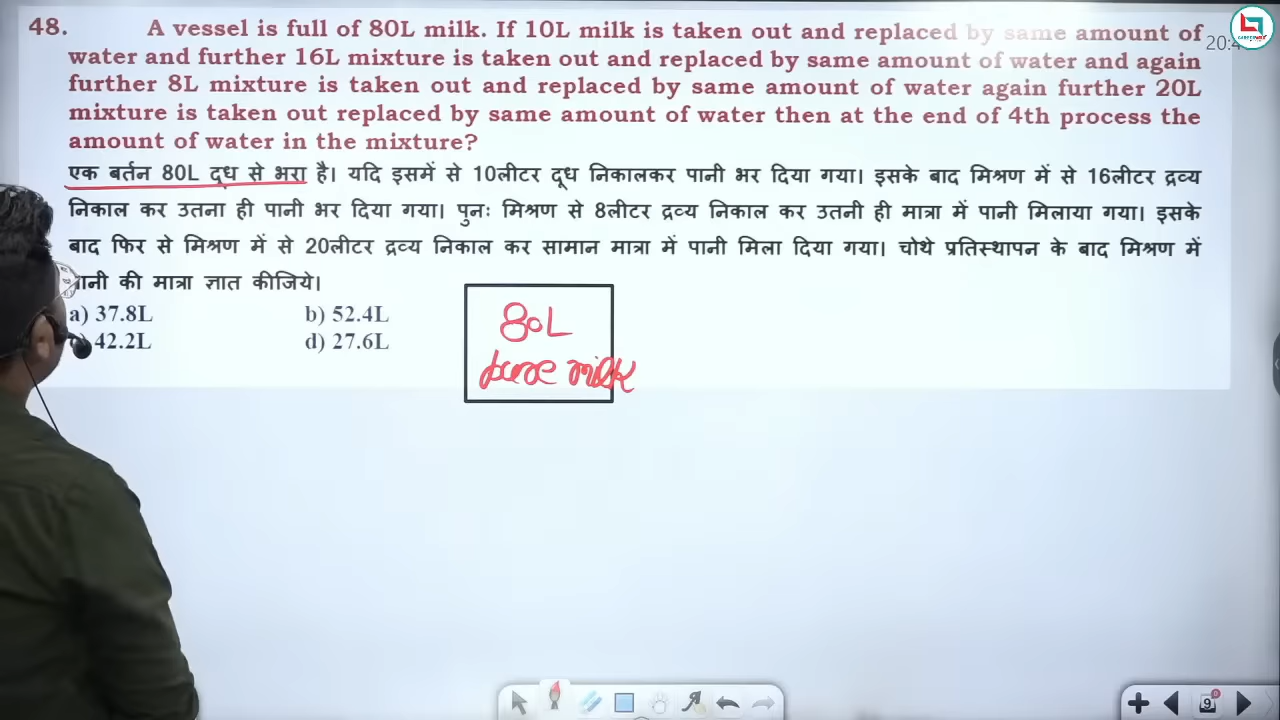 48. A vessel is full of 80L milk. If 10L milk is taken out and replaced by same amount of
20:4
water and further 16L mixture is taken out and replaced by same amount of water and again
further 8L mixture is taken out and replaced by same amount of water again further 20L
mixture is taken out replaced by same amount of water then at the end of 4th process the
amount of water in the mixture?
एक बर्तन 80L दूध से भरा है। यदि इसमें से 10लीटर दूध निकालकर पानी भर दिया गया। इसके बाद मिश्रण में से 16लीटर द्रव्य
निकाल कर उतना ही पानी भर दिया गया। पुनः मिश्रण से 8लीटर द्रव्य निकाल कर उतनी ही मात्रा में पानी मिलाया गया। इसके
बाद फिर से मिश्रण में से 20लीटर द्रव्य निकाल कर सामान मात्रा में पानी मिला दिया गया। चोथे प्रतिस्थापन के बाद मिश्रण में
की मात्रा ज्ञात कीजिये।
a) 37.8L b) 52.4L
42.2L d) 27.6L
80L
pure milk
9